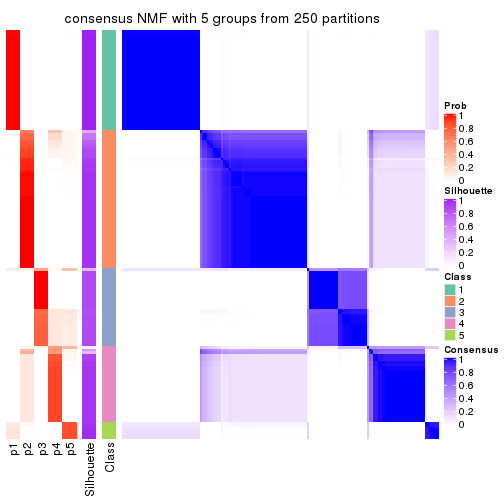 consensus NMF with 5 groups from 250 partitions
Prob
1
0.8
0.6
0.4
0.2
0
Silhouette
1
0.8
0.6
0.4
0.2
0
Class
1
2
3
4
5
Consensus
1
0.8
0.6
0.4
0.2
0
p1
p2
p3
p4
p5
Silhouette
Class